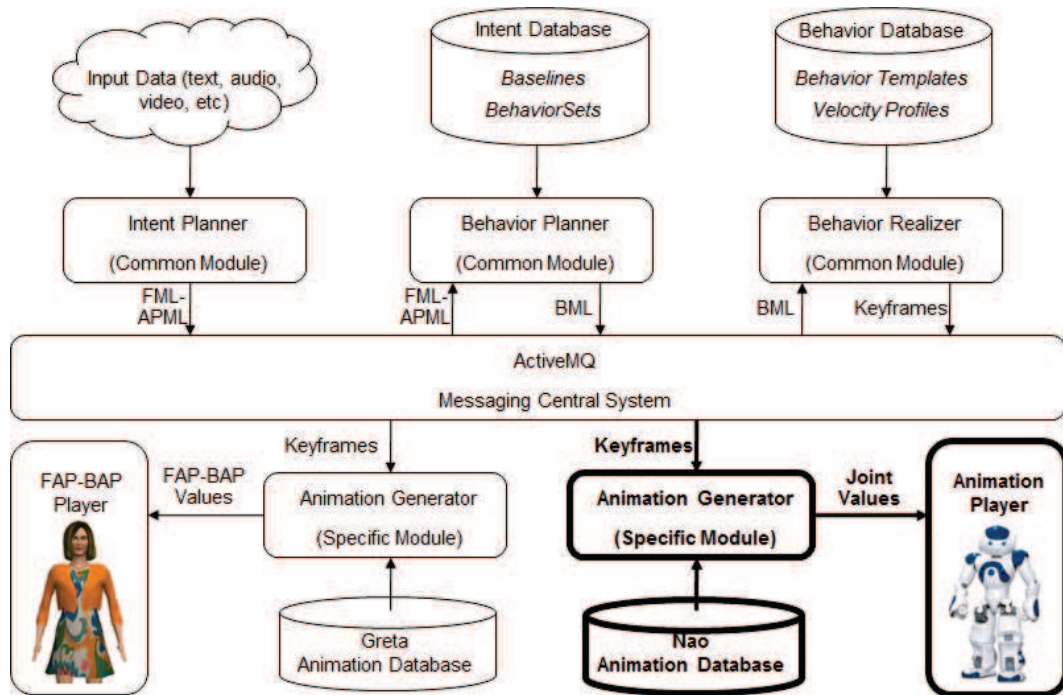 Input Data (text, audio,
video, etc)
Intent Database
Baselines
BehaviorSets
Behavior Database
Behavior Templates
Velocity Profiles
Intent Planner
(Common Module)
Behavior Planner
(Common Module)
Behavior Realizer
(Common Module)
FML-
APML
FML-
APML
BML
BML
Keyframes
ActiveMQ
Messaging Central System
Keyframes
Keyframes
FAP-BAP
Player
FAP-BAP
Values
Animation Generator
(Specific Module)
Animation Generator
(Specific Module)
Joint
Values
Animation
Player
Greta
Animation Database
Nao
Animation Database